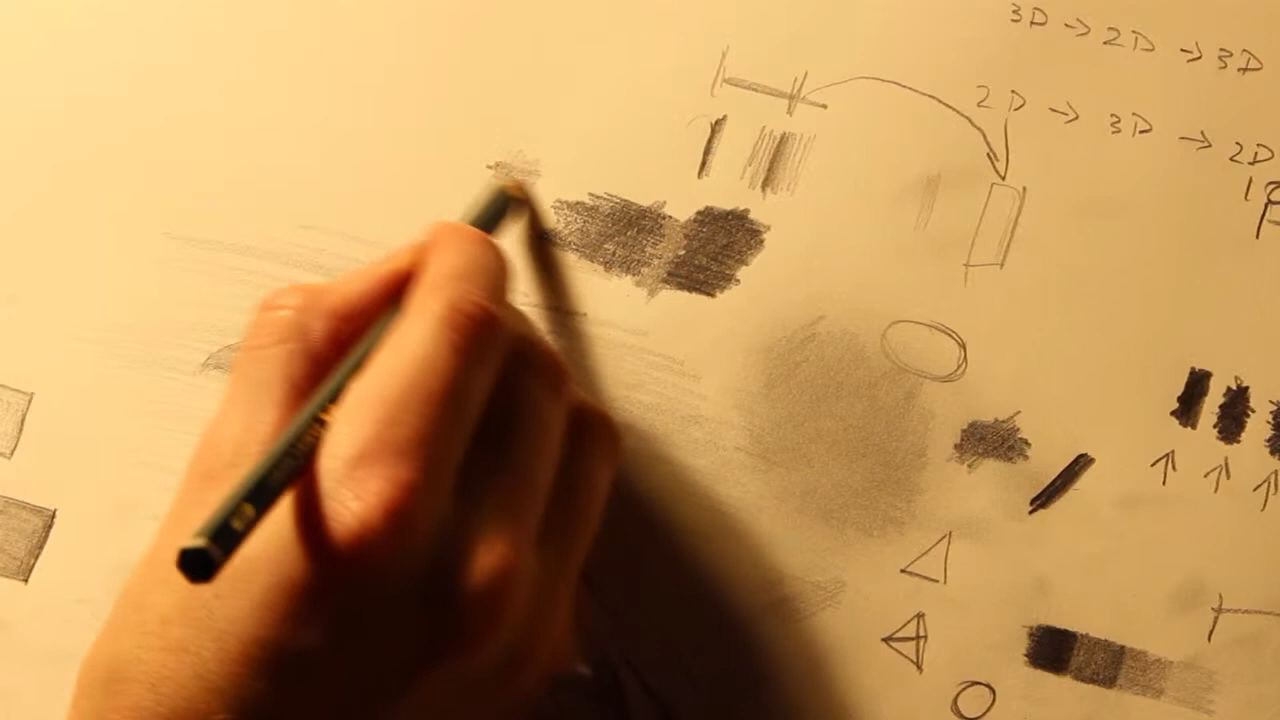 3D → 2D → 3D
2D → 3D → 2D